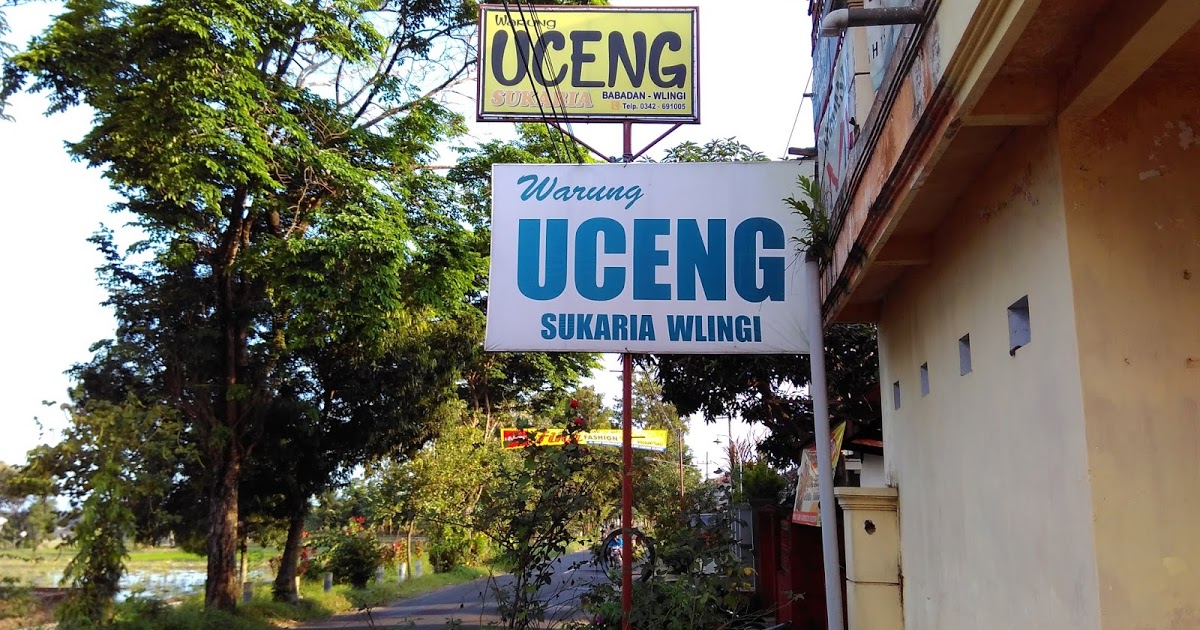 Warung
UCENG
SUKARIA BABADAN - WLINGI
Telp. 0342 - 691005
Warung
UCENG
SUKARIA WLINGI
FASHION